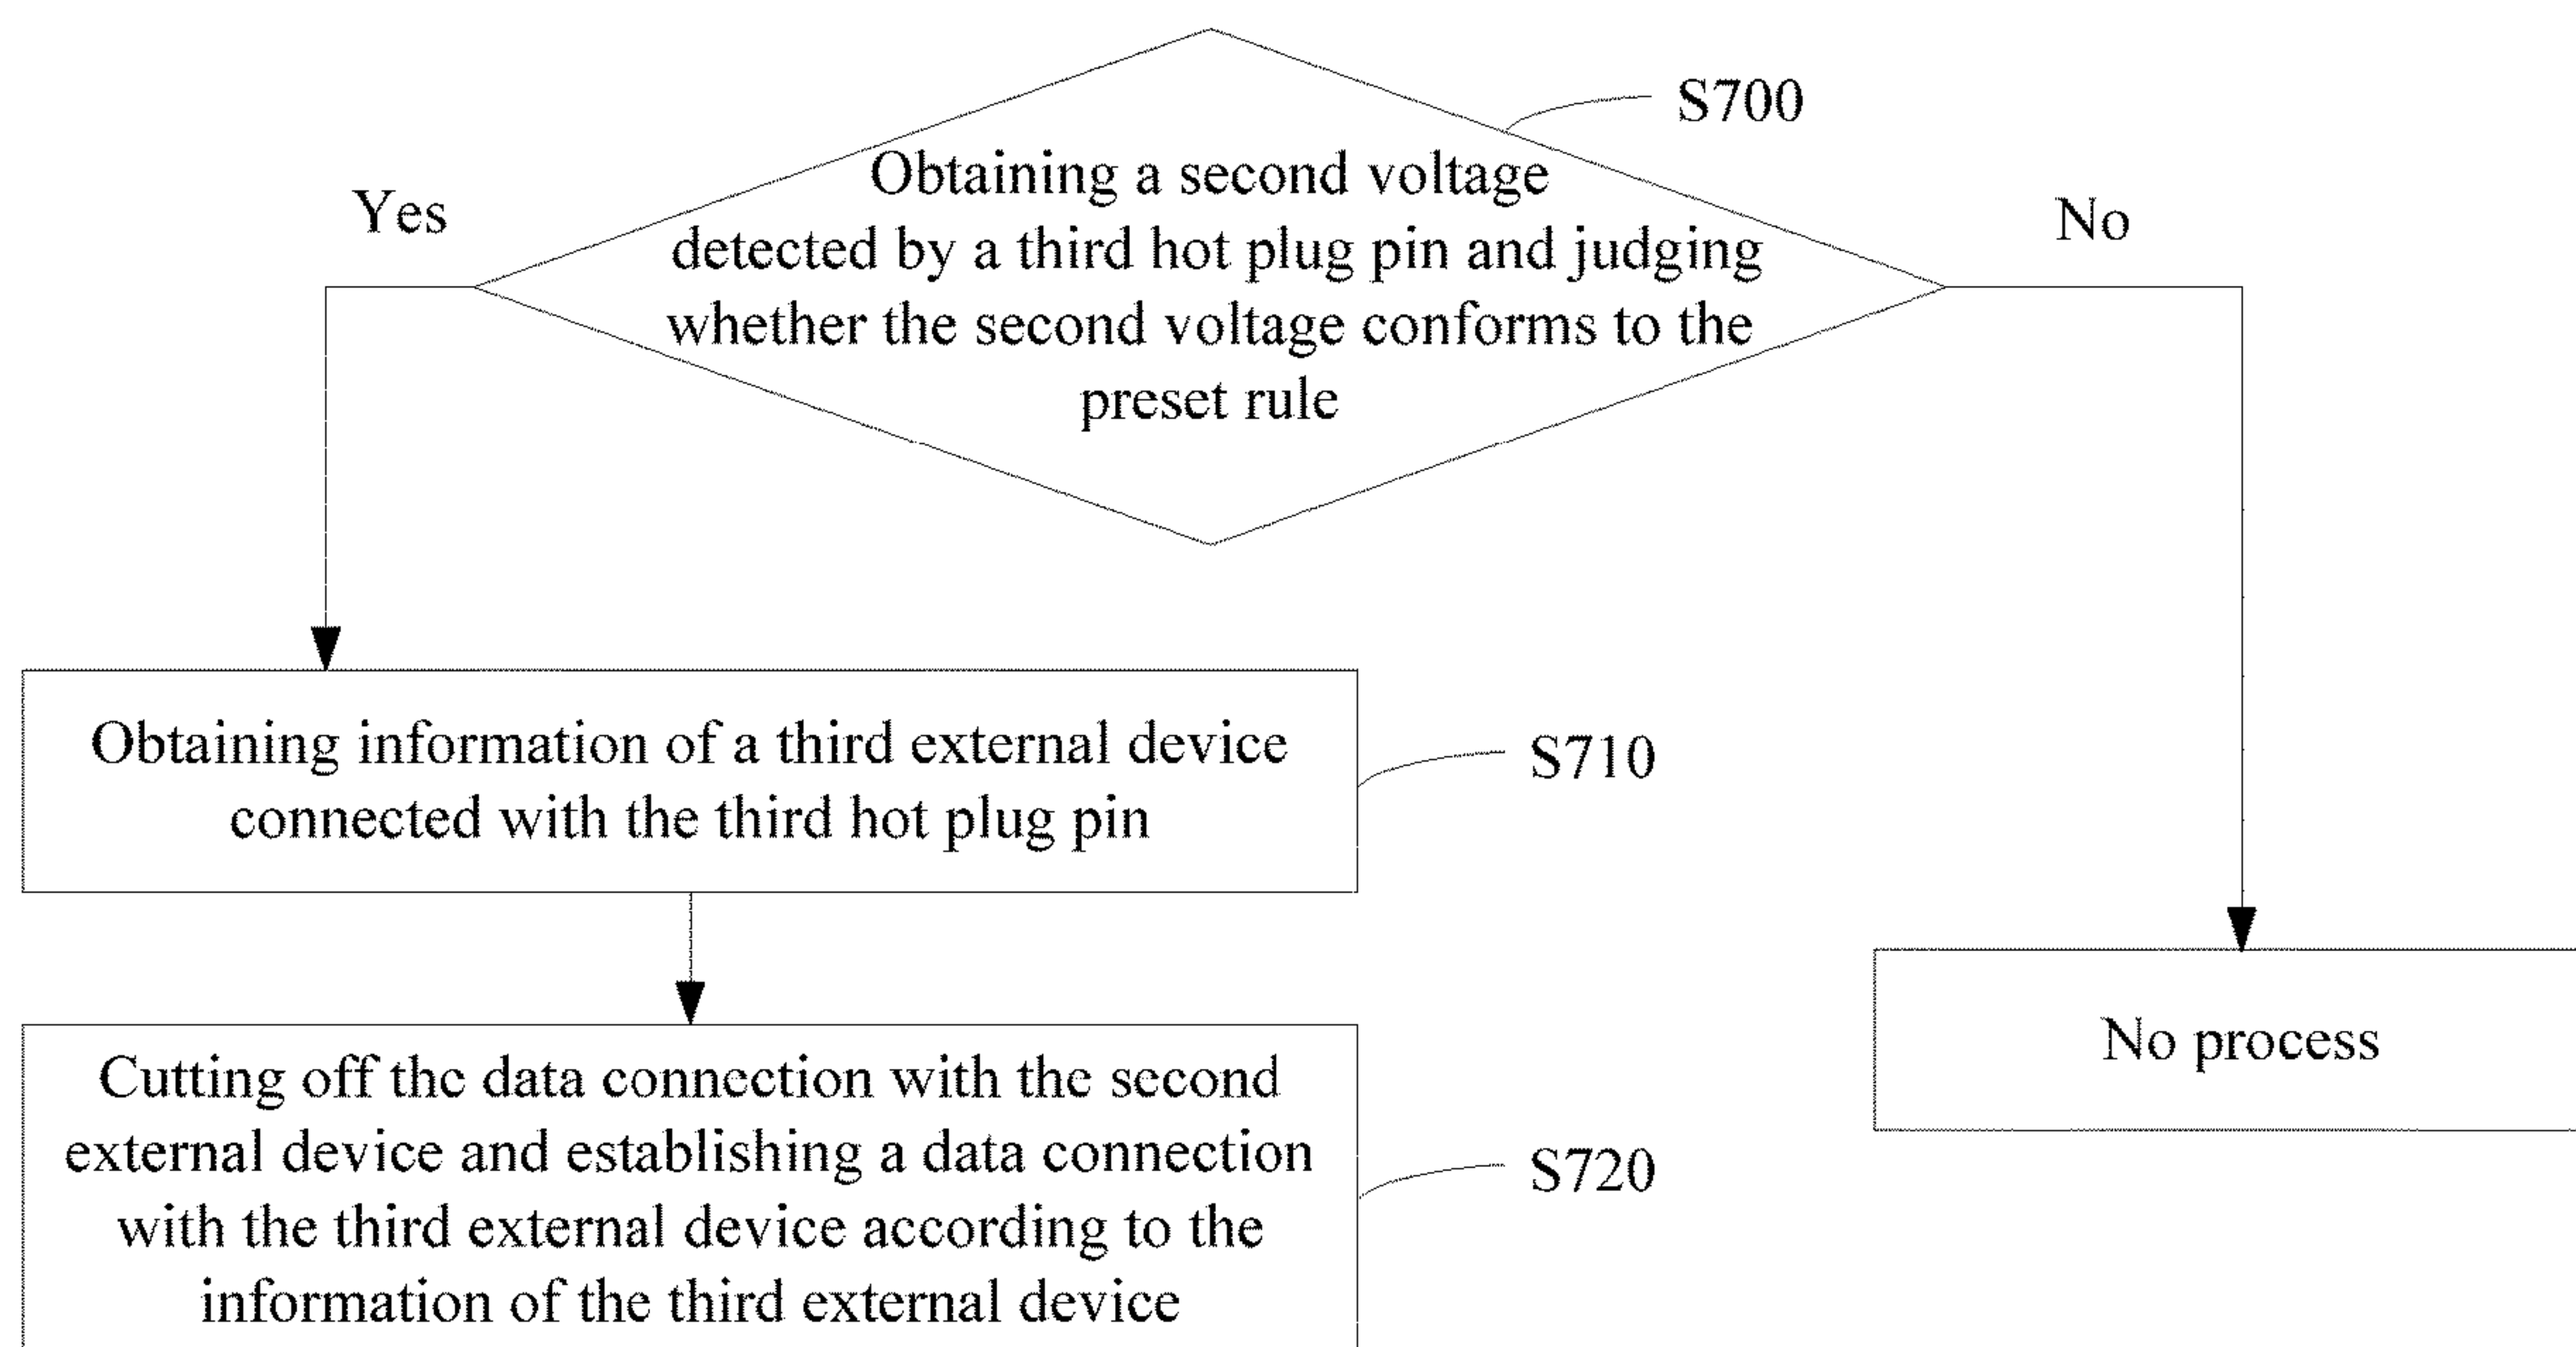 S700
Obtaining a second voltage
detected by a third hot plug pin and judging
whether the second voltage conforms to the
preset rule
Yes
No
Obtaining information of a third external device
connected with the third hot plug pin
S710
Cutting off the data connection with the second
external device and establishing a data connection
with the third external device according to the
information of the third external device
S720
No process